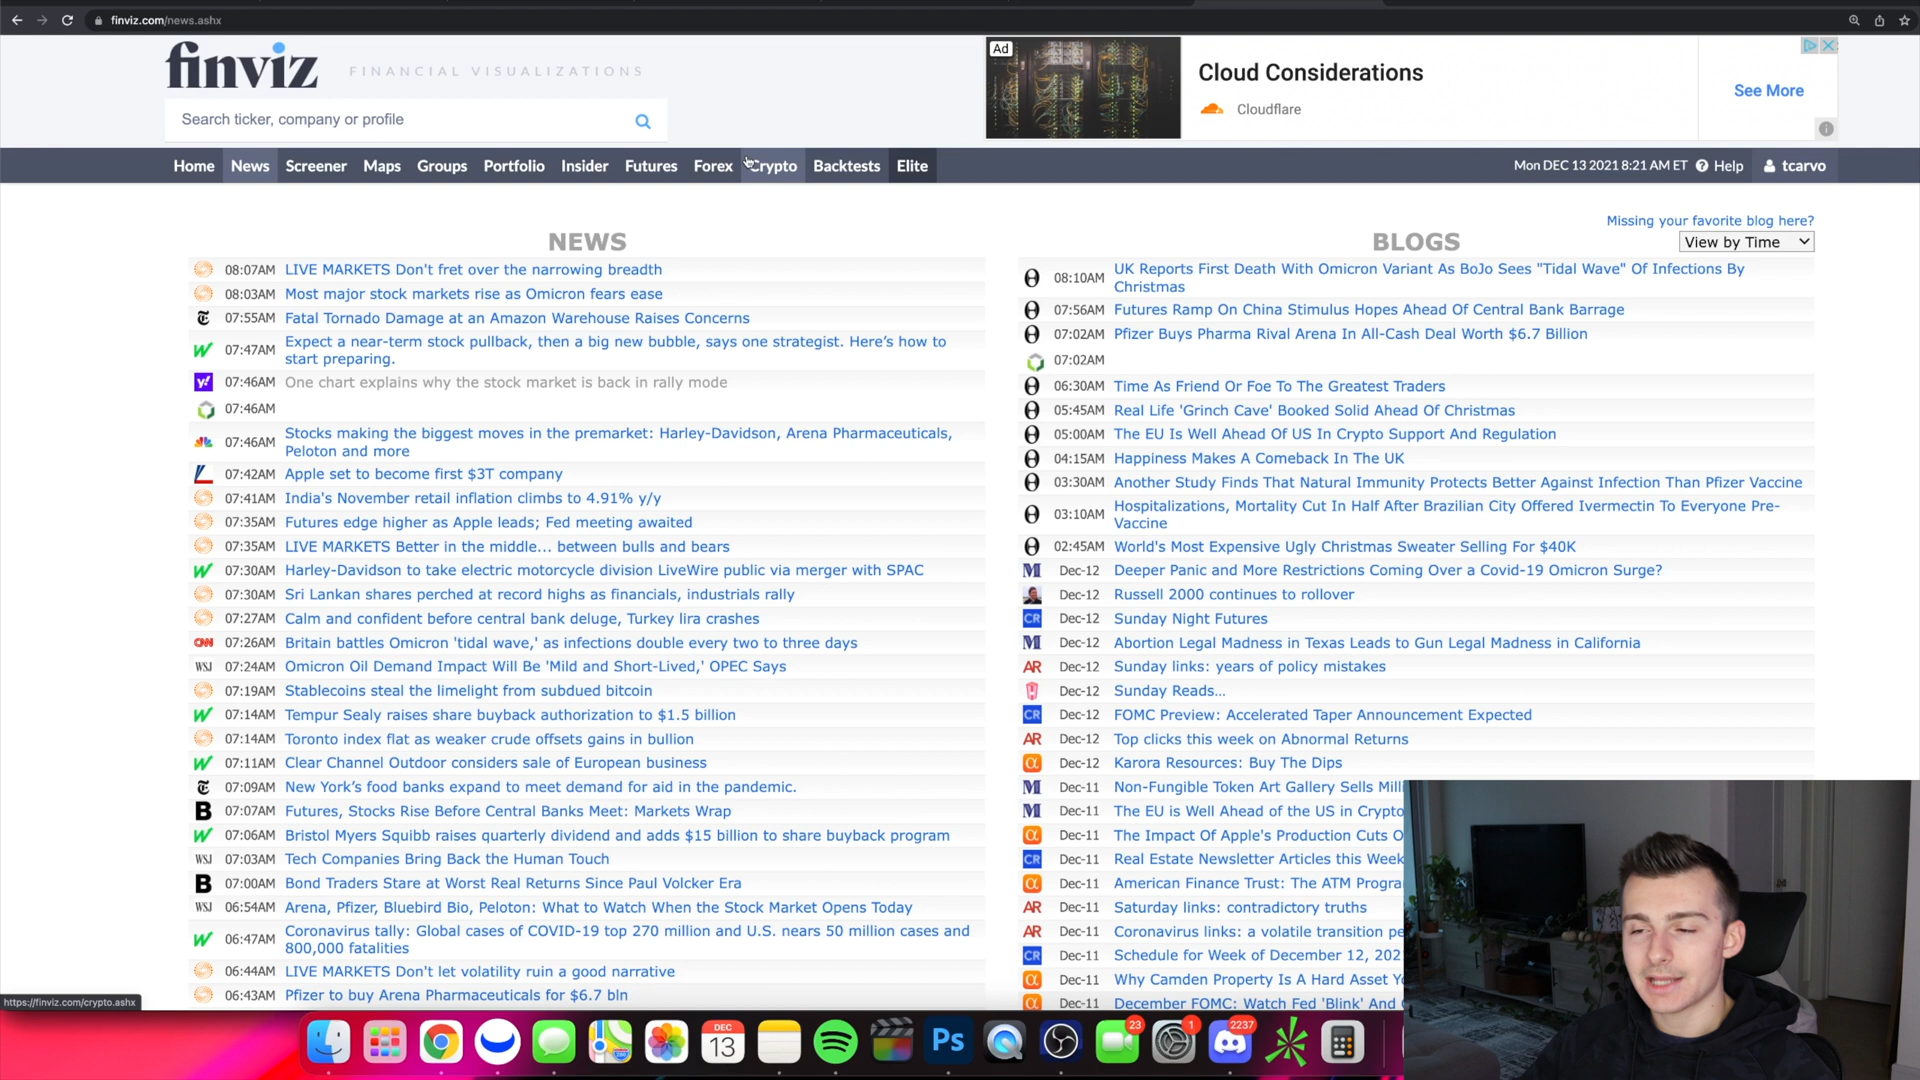 finviz.com/news.ashx
finviz FINANCIAL VISUALIZATIONS
Search ticker, company or profile
Ad
Cloud Considerations
Cloudflare
See More
Home News Screener Maps Groups Portfolio Insider Futures Forex Crypto Backtests Elite
Mon DEC 13 2021 8:21 AM ET Help tcarvo
Missing your favorite blog here?
View by Time
NEWS
08:07AM LIVE MARKETS Don't fret over the narrowing breadth
08:03AM Most major stock markets rise as Omicron fears ease
07:55AM Fatal Tornado Damage at an Amazon Warehouse Raises Concerns
07:47AM Expect a near-term stock pullback, then a big new bubble, says one strategist. Here’s how to
start preparing.
07:46AM One chart explains why the stock market is back in rally mode
07:46AM
07:46AM Stocks making the biggest moves in the premarket: Harley-Davidson, Arena Pharmaceuticals,
Peloton and more
07:42AM Apple set to become first $3T company
07:41AM India's November retail inflation climbs to 4.91% y/y
07:35AM Futures edge higher as Apple leads; Fed meeting awaited
07:35AM LIVE MARKETS Better in the middle... between bulls and bears
07:30AM Harley-Davidson to take electric motorcycle division LiveWire public via merger with SPAC
07:30AM Sri Lankan shares perched at record highs as financials, industrials rally
07:27AM Calm and confident before central bank deluge, Turkey lira crashes
CNN 07:26AM Britain battles Omicron 'tidal wave,' as infections double every two to three days
WSJ 07:24AM Omicron Oil Demand Impact Will Be 'Mild and Short-Lived,' OPEC Says
07:19AM Stablecoins steal the limelight from subdued bitcoin
07:14AM Tempur Sealy raises share buyback authorization to $1.5 billion
07:14AM Toronto index flat as weaker crude offsets gains in bullion
07:11AM Clear Channel Outdoor considers sale of European business
07:09AM New York’s food banks expand to meet demand for aid in the pandemic.
B 07:07AM Futures, Stocks Rise Before Central Banks Meet: Markets Wrap
07:06AM Bristol Myers Squibb raises quarterly dividend and adds $15 billion to share buyback program
WSJ 07:03AM Tech Companies Bring Back the Human Touch
B 07:00AM Bond Traders Stare at Worst Real Returns Since Paul Volcker Era
WSJ 06:54AM Arena, Pfizer, Bluebird Bio, Peloton: What to Watch When the Stock Market Opens Today
06:47AM Coronavirus tally: Global cases of COVID-19 top 270 million and U.S. nears 50 million cases and
800,000 fatalities
06:44AM LIVE MARKETS Don't let volatility ruin a good narrative
06:43AM Pfizer to buy Arena Pharmaceuticals for $6.7 bln
BLOGS
08:10AM UK Reports First Death With Omicron Variant As BoJo Sees "Tidal Wave" Of Infections By
Christmas
07:56AM Futures Ramp On China Stimulus Hopes Ahead Of Central Bank Barrage
07:02AM Pfizer Buys Pharma Rival Arena In All-Cash Deal Worth $6.7 Billion
07:02AM
06:30AM Time As Friend Or Foe To The Greatest Traders
05:45AM Real Life 'Grinch Cave' Booked Solid Ahead Of Christmas
05:00AM The EU Is Well Ahead Of US In Crypto Support And Regulation
04:15AM Happiness Makes A Comeback In The UK
03:30AM Another Study Finds That Natural Immunity Protects Better Against Infection Than Pfizer Vaccine
03:10AM Hospitalizations, Mortality Cut In Half After Brazilian City Offered Ivermectin To Everyone Pre-
Vaccine
02:45AM World's Most Expensive Ugly Christmas Sweater Selling For $40K
M Dec-12 Deeper Panic and More Restrictions Coming Over a Covid-19 Omicron Surge?
Dec-12 Russell 2000 continues to rollover
CR Dec-12 Sunday Night Futures
M Dec-12 Abortion Legal Madness in Texas Leads to Gun Legal Madness in California
AR Dec-12 Sunday links: years of policy mistakes
Dec-12 Sunday Reads...
CR Dec-12 FOMC Preview: Accelerated Taper Announcement Expected
AR Dec-12 Top clicks this week on Abnormal Returns
α Dec-12 Karora Resources: Buy The Dips
M Dec-11 Non-Fungible Token Art Gallery Sells Mill
M Dec-11 The EU is Well Ahead of the US in Crypto
α Dec-11 The Impact Of Apple's Production Cuts O
CR Dec-11 Real Estate Newsletter Articles this Week
α Dec-11 American Finance Trust: The ATM Progra
AR Dec-11 Saturday links: contradictory truths
AR Dec-11 Coronavirus links: a volatile transition pe
CR Dec-11 Schedule for Week of December 12, 202
α Dec-11 Why Camden Property Is A Hard Asset Y
α Dec-11 December FOMC: Watch Fed 'Blink' And
https://finviz.com/crypto.ashx
DEC
13
Ps
23
1
2237